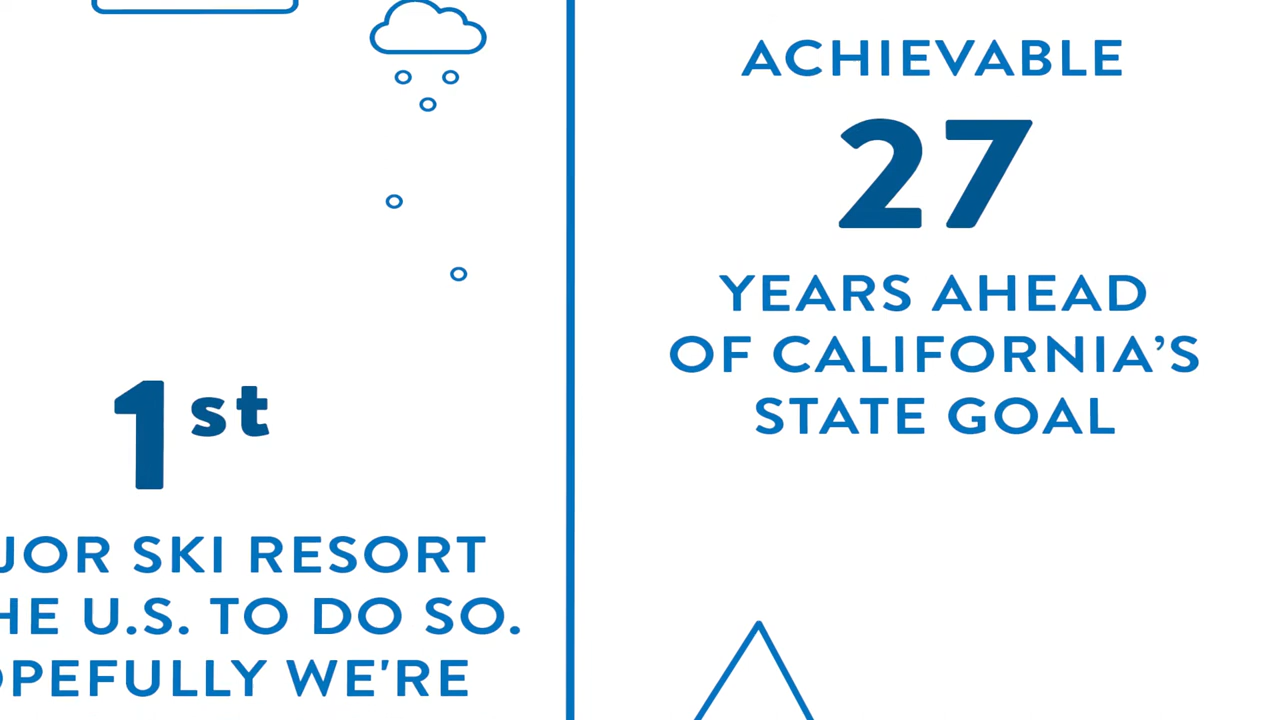 1st
JOR SKI RESORT
HE U.S. TO DO SO.
OPEFULLY WE'RE
ACHIEVABLE
27
YEARS AHEAD
OF CALIFORNIA’S
STATE GOAL